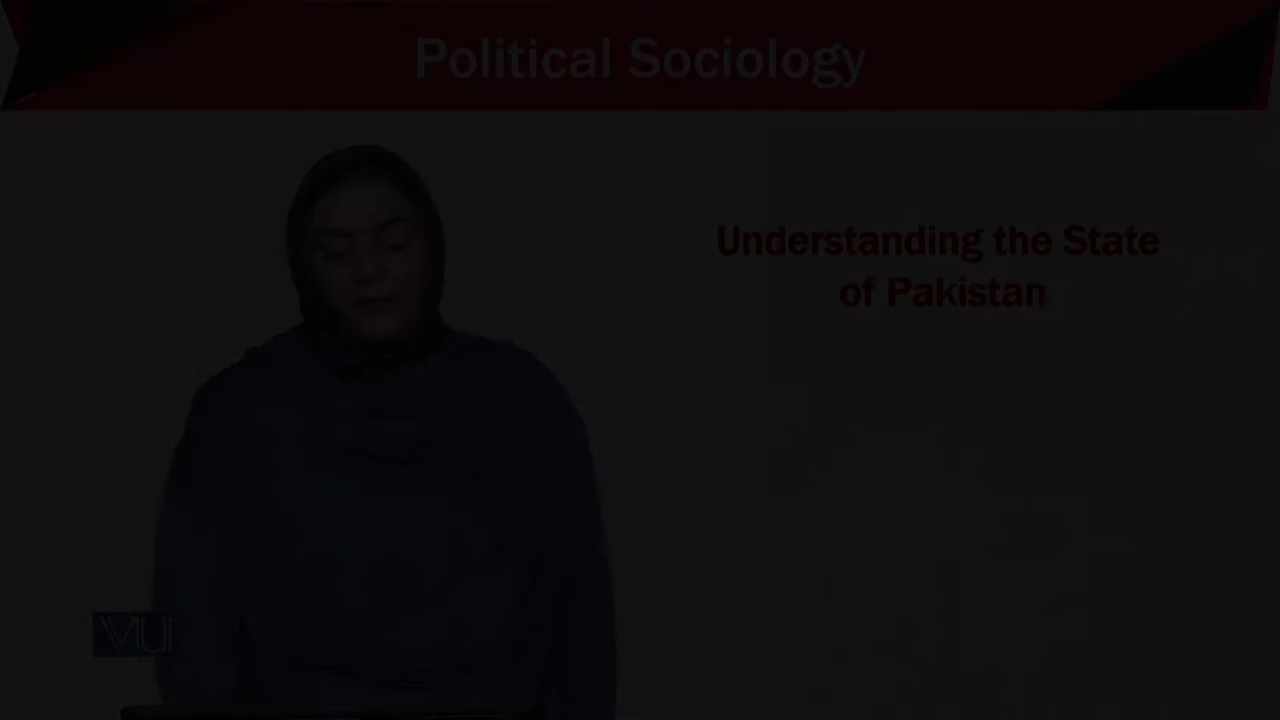 Political Sociology
Understanding the State
of Pakistan
VU